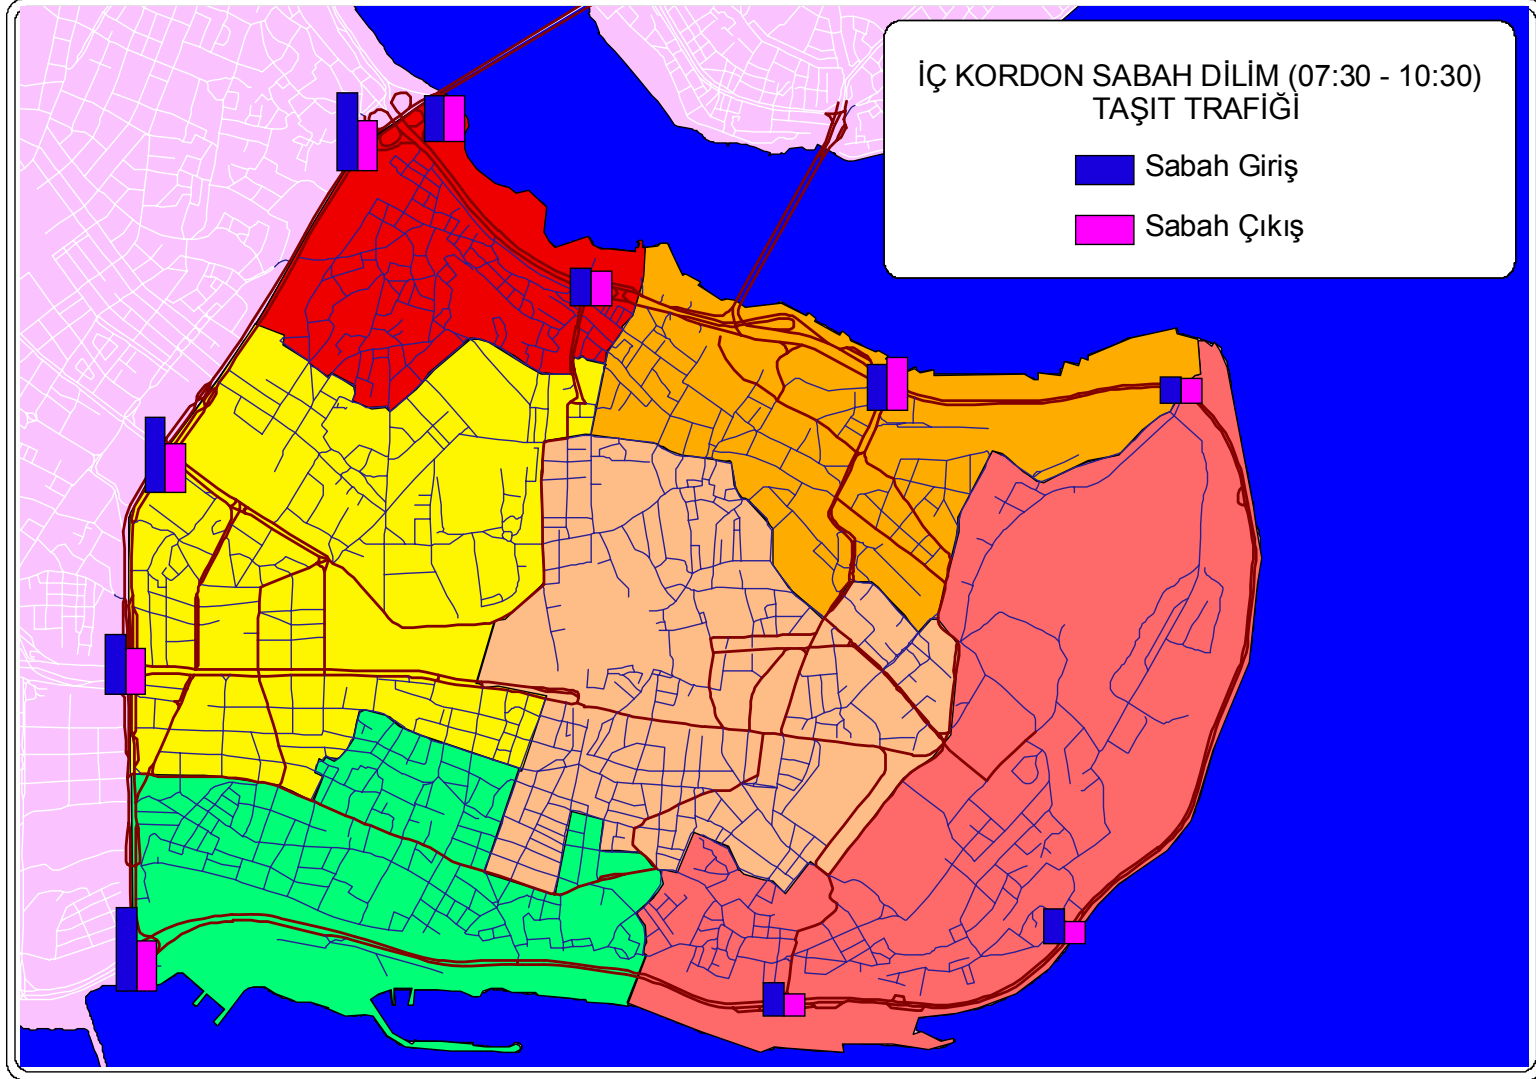 İÇ KORDON SABAH DİLİM (07:30 - 10:30)
TAŞIT TRAFİĞİ
Sabah Giriş
Sabah Çıkış